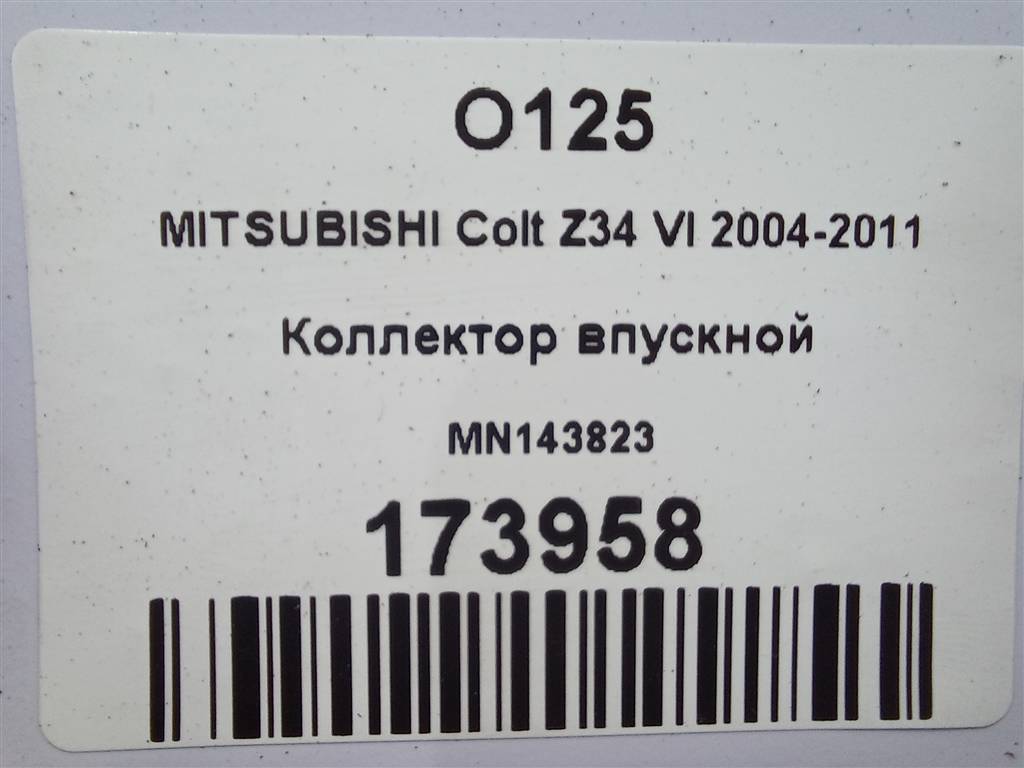 O125
MITSUBISHI Colt Z34 VI 2004-2011
Коллектор впускной
MN143823
173958